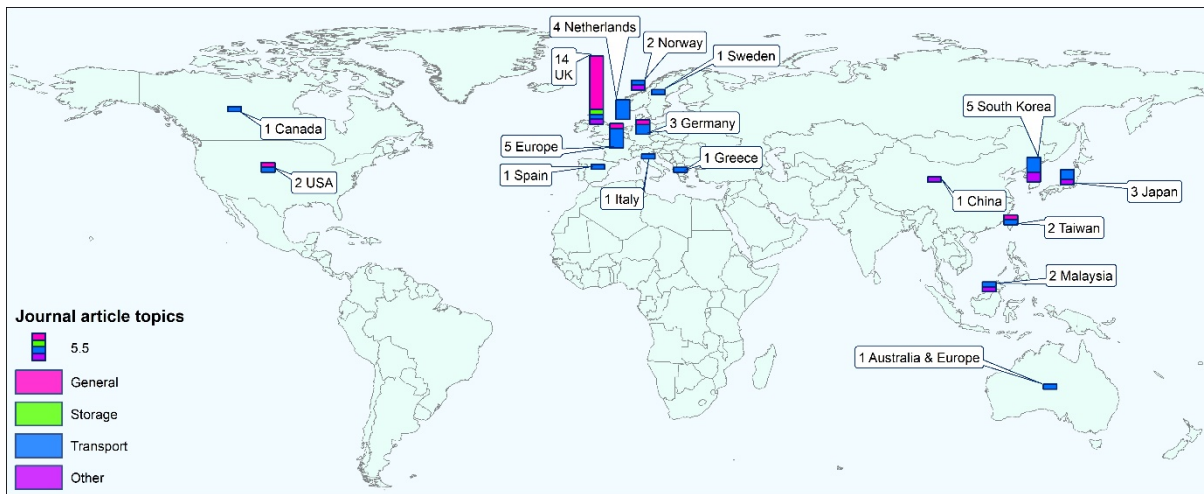 4 Netherlands
2 Norway
1 Sweden
14
UK
5 South Korea
1 Canada
3 Germany
5 Europe
1 Greece
2 USA
1 Spain
1 Italy
1 China
3 Japan
2 Taiwan
2 Malaysia
Journal article topics
5.5
1 Australia & Europe
General
Storage
Transport
Other